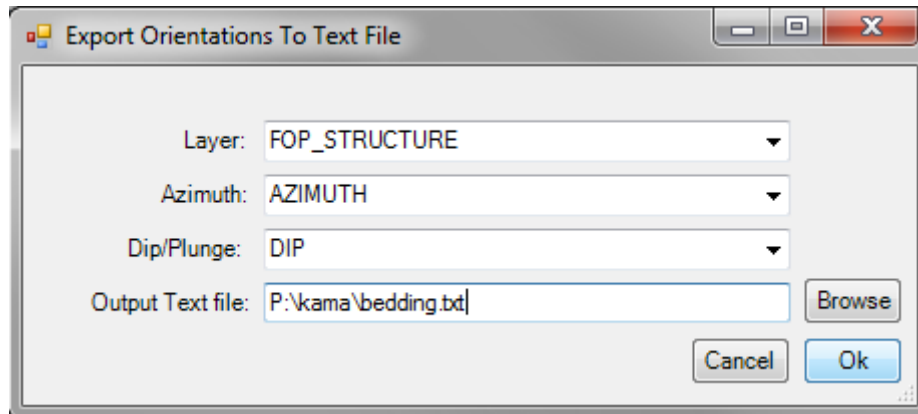 Export Orientations To Text File
Layer: FOP_STRUCTURE
Azimuth: AZIMUTH
Dip/Plunge: DIP
Output Text file: P:\kama\bedding.txt Browse
Cancel Ok